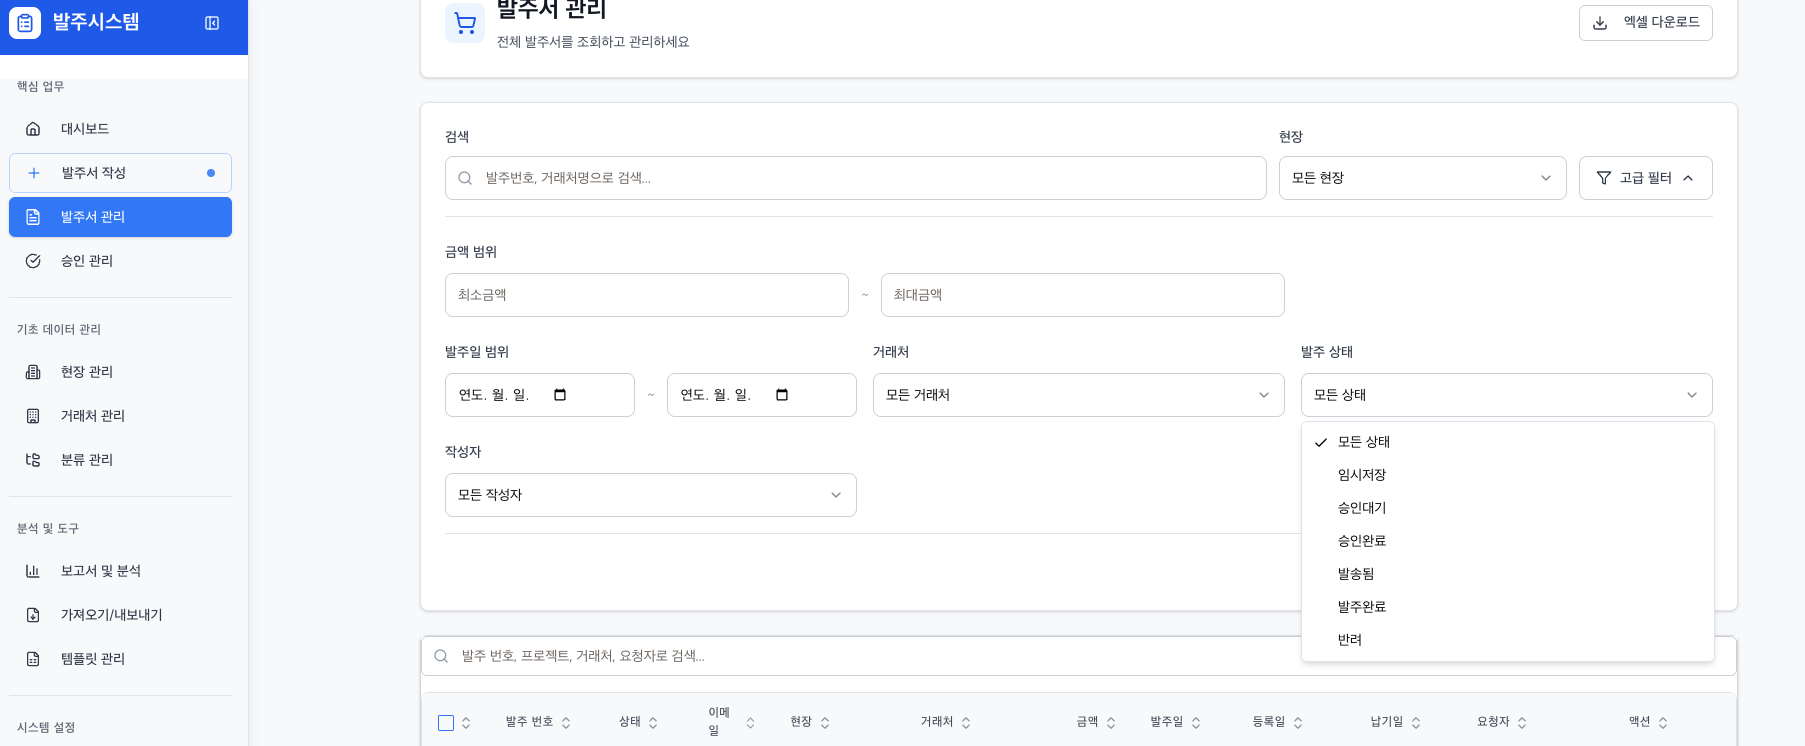 발주시스템
핵심 업무
대시보드
발주서 작성
발주서 관리
승인 관리
기초 데이터 관리
현장 관리
거래처 관리
분류 관리
분석 및 도구
보고서 및 분석
가져오기/내보내기
템플릿 관리
시스템 설정
발주서 관리
전체 발주서를 조회하고 관리하세요
엑셀 다운로드
검색
현장
발주번호, 거래처명으로 검색...
모든 현장
고급 필터
금액 범위
최소금액
~
최대금액
발주일 범위
거래처
발주 상태
연도. 월. 일.
~
연도. 월. 일.
모든 거래처
모든 상태
작성자
모든 작성자
모든 상태
임시저장
승인대기
승인완료
발송됨
발주완료
반려
발주 번호, 프로젝트, 거래처, 요청자로 검색...
발주 번호
상태
이메
일
현장
거래처
금액
발주일
등록일
납기일
요청자
액션